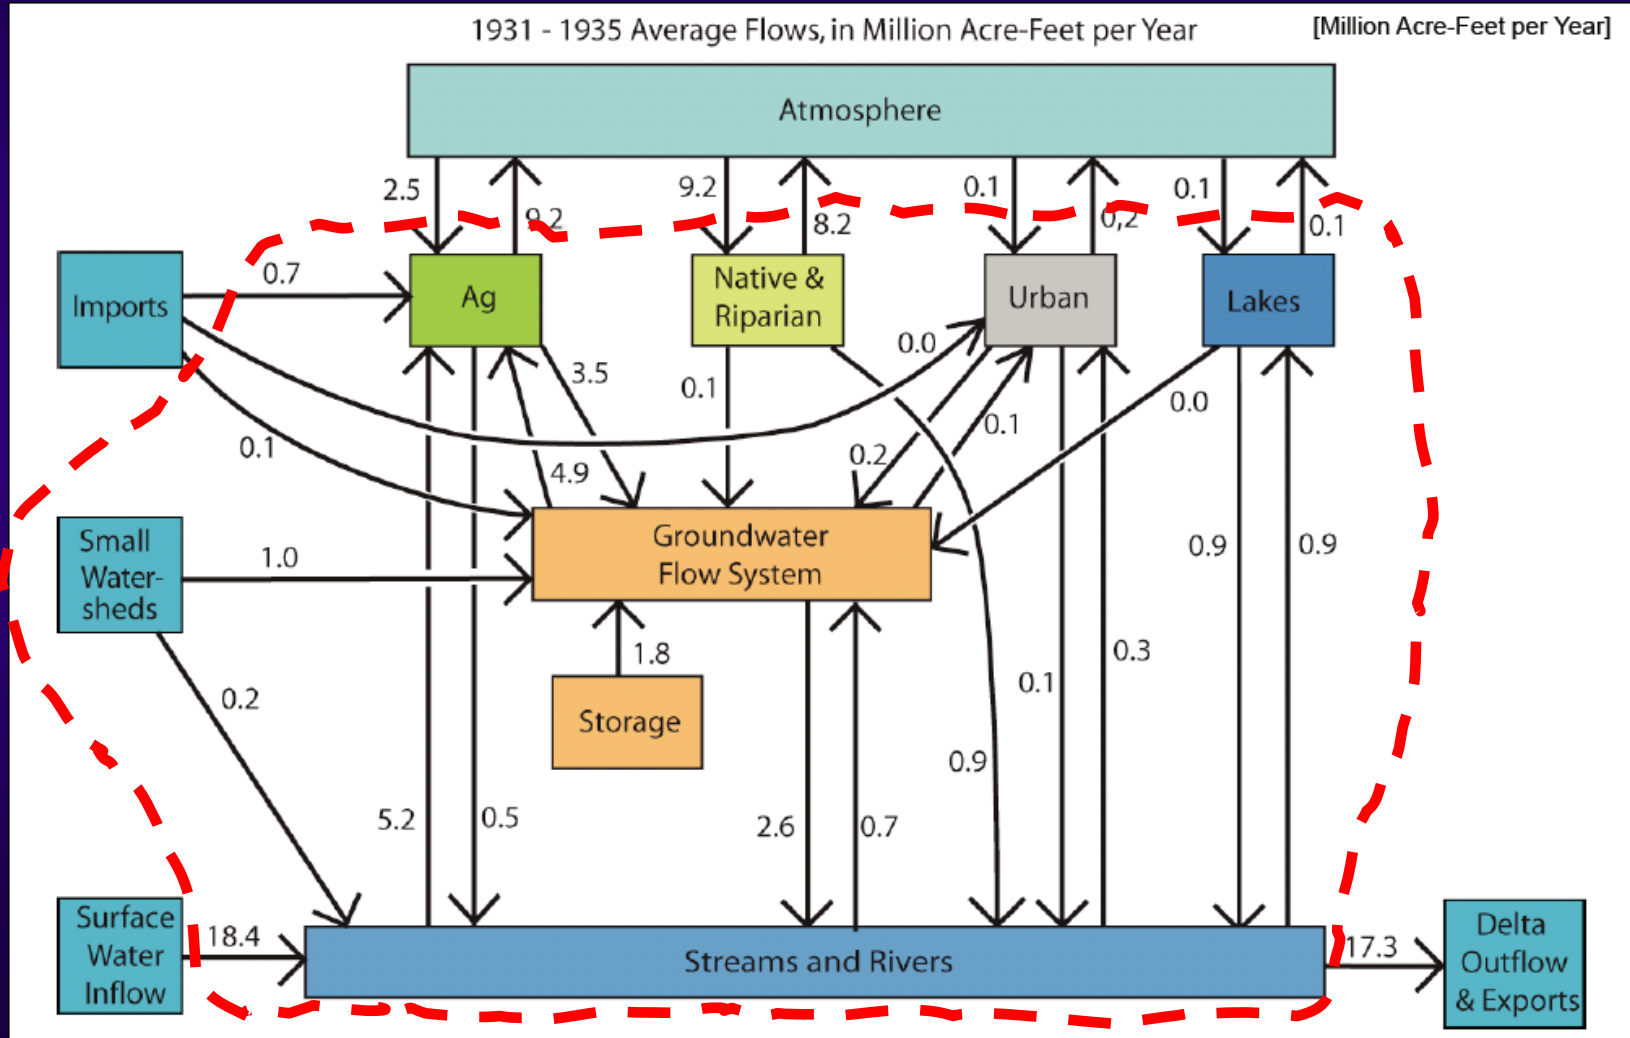 1931 - 1935 Average Flows, in Million Acre-Feet per Year
[Million Acre-Feet per Year]
Atmosphere
2.5
9.2
9.2
8.2
0.1
0,2
0.1
0.1
Imports
0.7
Ag
Native &
Riparian
Urban
Lakes
0.0
3.5
0.1
0.0
0.1
0.1
0.2
4.9
Small
Water-
sheds
1.0
Groundwater
Flow System
0.9
0.9
1.8
0.3
0.2
0.1
Storage
0.9
5.2
0.5
2.6
0.7
Surface
Water
Inflow
18.4
Streams and Rivers
17.3
Delta
Outflow
& Exports